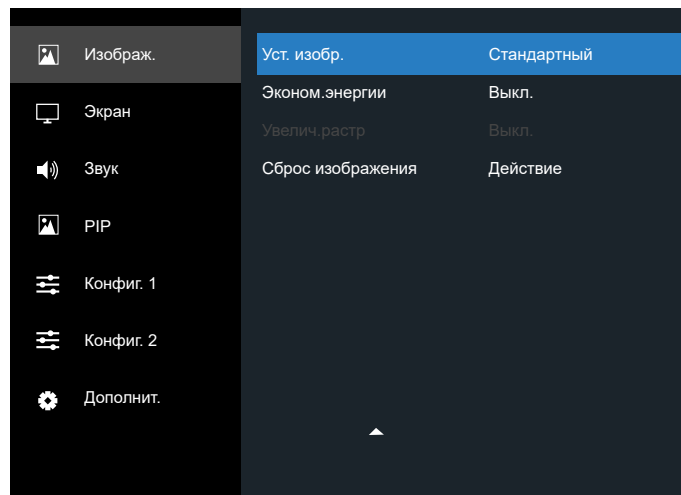 Изображ.
Экран
Звук
PIP
Конфиг. 1
Конфиг. 2
Дополнит.
Уст. изобр. Стандартный
Эконом.энергии Выкл.
Увелич.растр Выкл.
Сброс изображения Действие